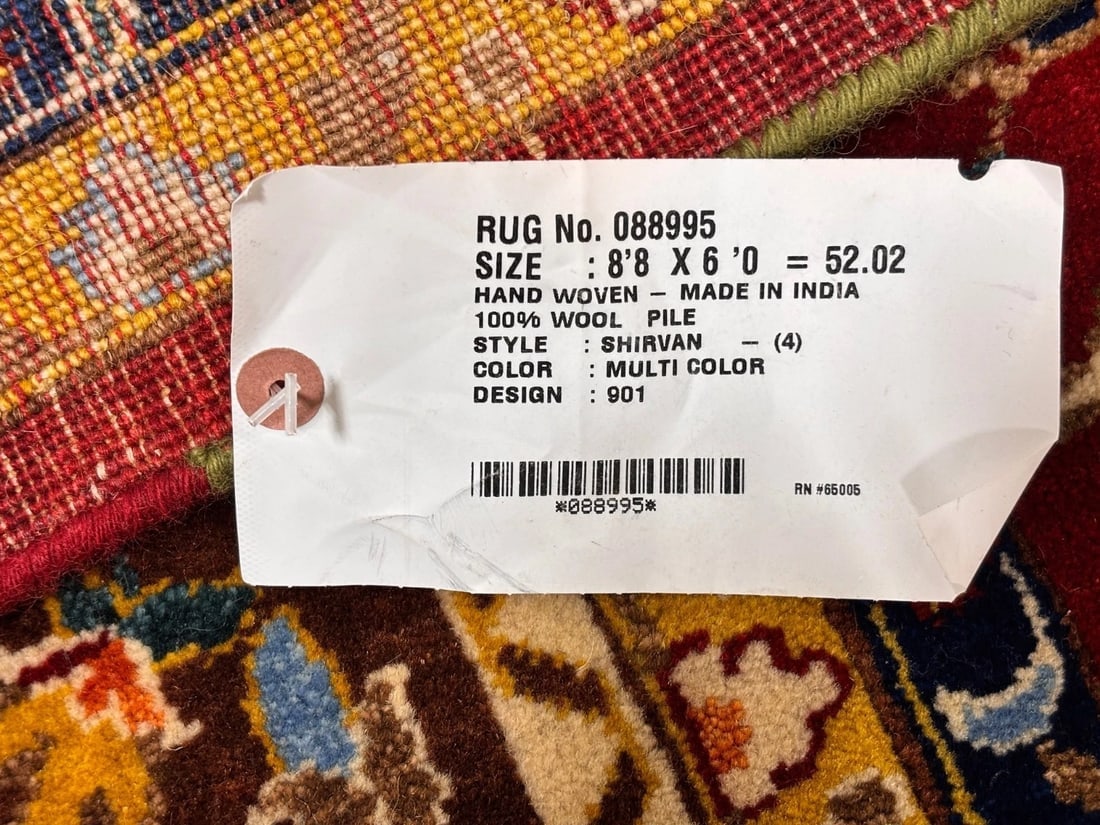 RUG No. 088995
SIZE : 8'8 X 6 '0 = 52.02
HAND WOVEN – MADE IN INDIA
100% WOOL PILE
STYLE : SHIRVAN – (4)
COLOR : MULTI COLOR
DESIGN : 901
*088995*
RN #65005